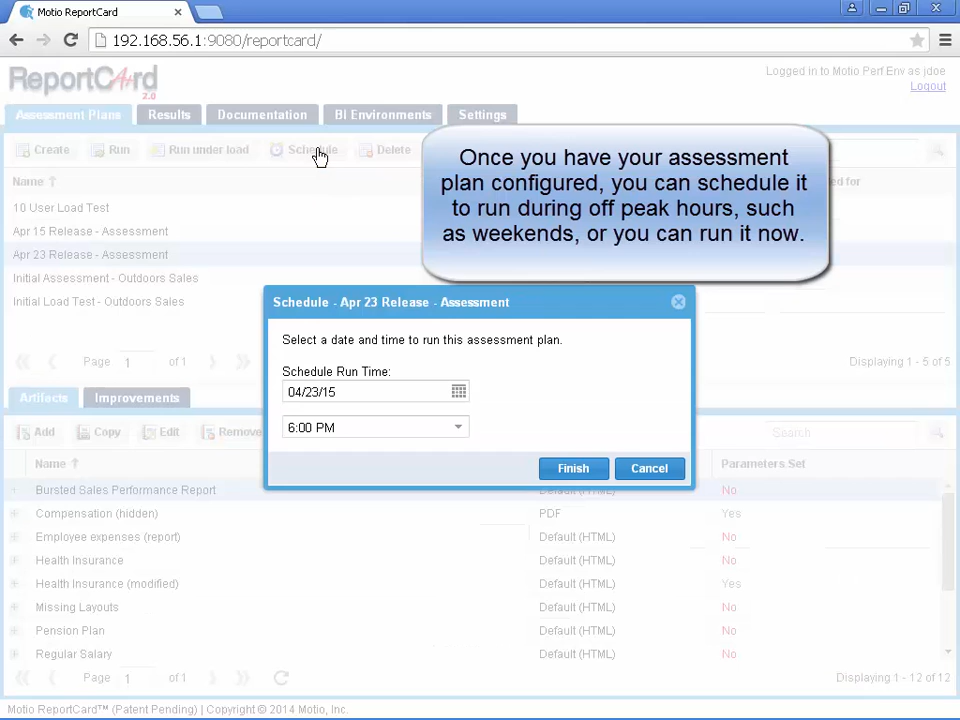 Motio ReportCard
192.168.56.1:9080/reportcard/
ReportCard
2.0
Logged in to Motio Perf Env as jdoe
Logout
Assessment Plans Results Documentation BI Environments Settings
Create Run Run under load Schedule Delete
Once you have your assessment
plan configured, you can schedule it
to run during off peak hours, such
as weekends, or you can run it now.
Name
10 User Load Test
Apr 15 Release - Assessment
Apr 23 Release - Assessment
Initial Assessment - Outdoors Sales
Initial Load Test - Outdoors Sales
Schedule - Apr 23 Release - Assessment
Select a date and time to run this assessment plan.
Schedule Run Time:
04/23/15
6:00 PM
Finish Cancel
Page 1 of 1
Displaying 1 - 5 of 5
Artifacts Improvements
Add Copy Edit Remove
Search
Name Parameters Set
Bursted Sales Performance Report Default (HTML) No
Compensation (hidden) PDF Yes
Employee expenses (report) Default (HTML) No
Health Insurance Default (HTML) No
Health Insurance (modified) Default (HTML) Yes
Missing Layouts Default (HTML) No
Pension Plan Default (HTML) No
Regular Salary Default (HTML) No
Page 1 of 1
Displaying 1 - 12 of 12
Motio ReportCard™ (Patent Pending) | Copyright © 2014 Motio, Inc.